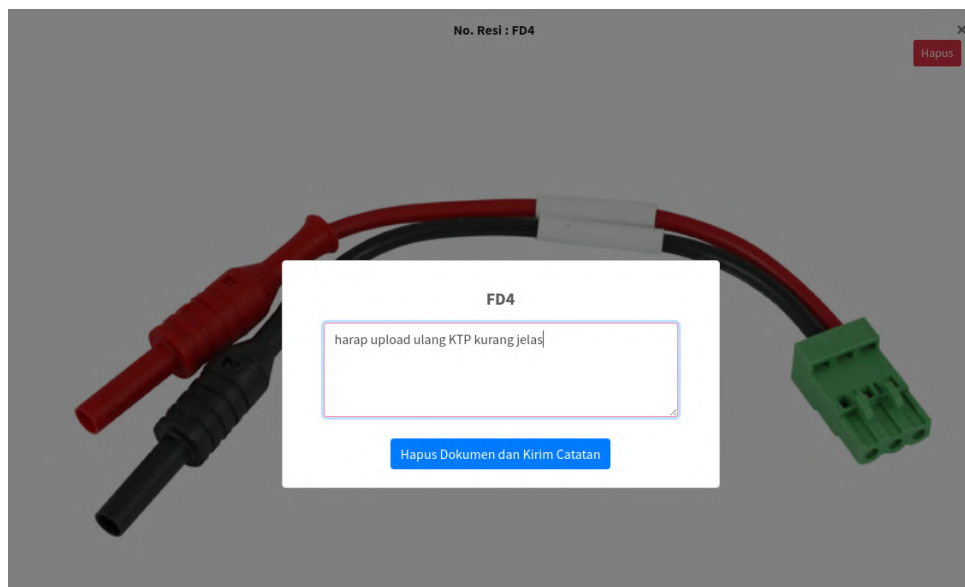 No. Resi : FD4
×
Hapus
FD4
harap upload ulang KTP kurang jelas
Hapus Dokumen dan Kirim Catatan